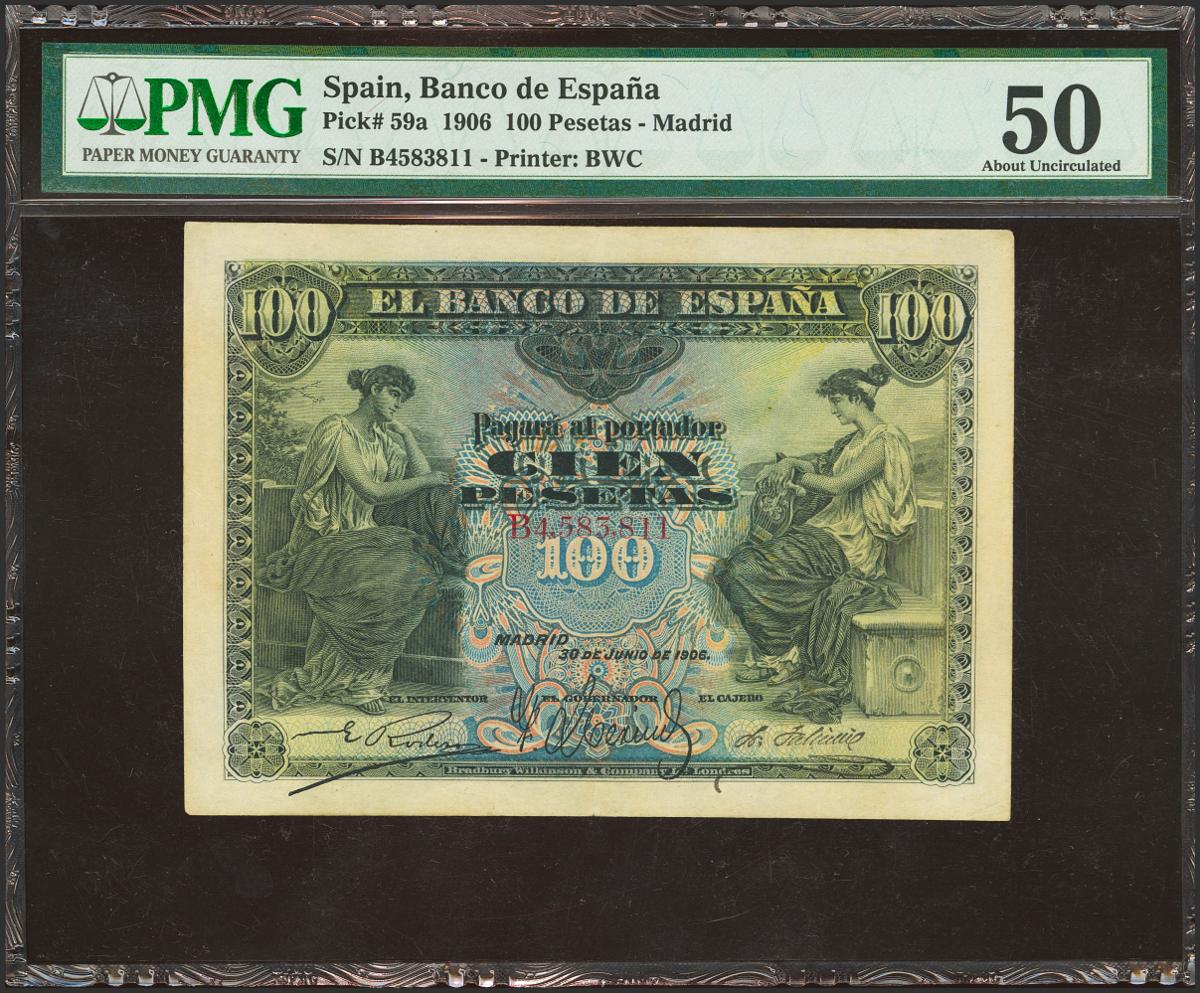 PMG
PAPER MONEY GUARANTY
Spain, Banco de España
Pick# 59a 1906 100 Pesetas - Madrid
S/N B4583811 - Printer: BWC
50
About Uncirculated
100 EL BANCO DE ESPAÑA 100
Pagará al portador
CIEN
PESETAS
B4,583,811
100
MADRID
30 DE JUNIO DE 1906.
EL INTERVENTOR EL GOBERNADOR EL CAJERO
Bradbury Wilkinson & Company Ld Londres